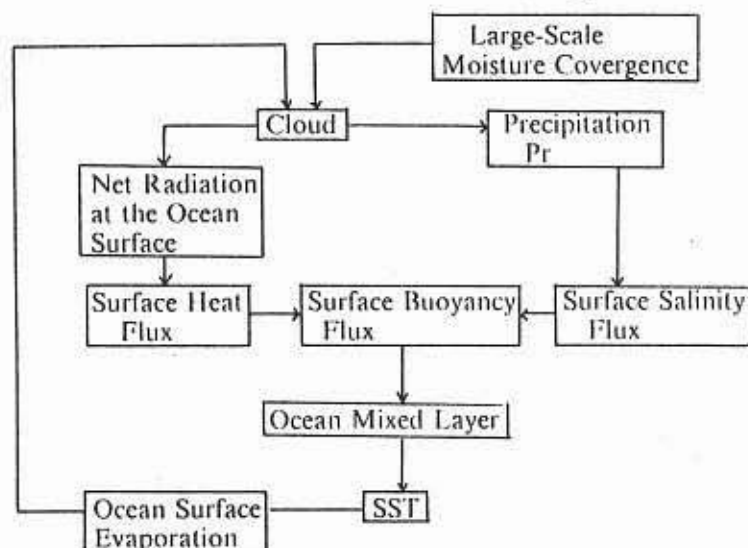 Large-Scale
Moisture Covergence
Cloud
Precipitation
Pr
Net Radiation
at the Ocean
Surface
Surface Heat
Flux
Surface Buoyancy
Flux
Surface Salinity
Flux
Ocean Mixed Layer
SST
Ocean Surface
Evaporation